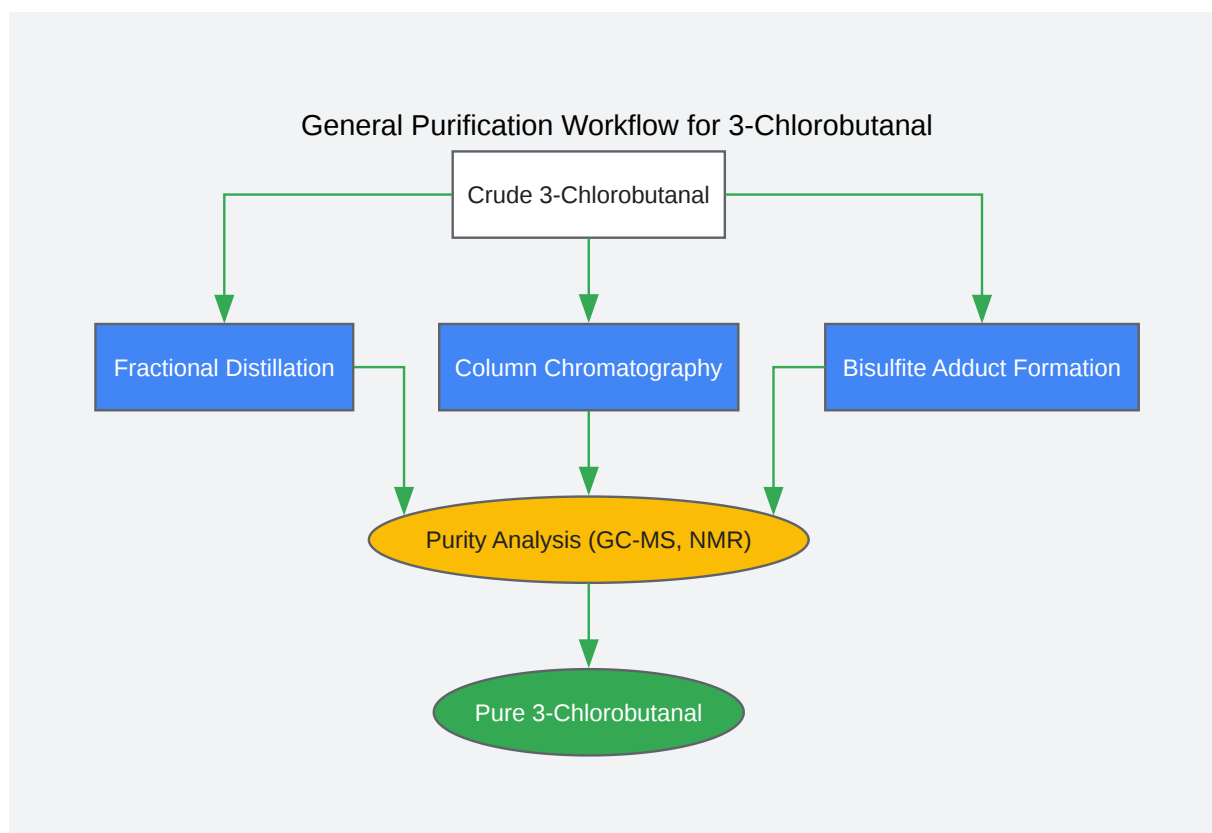 General Purification Workflow for 3-Chlorobutanal
Crude 3-Chlorobutanal
Fractional Distillation
Column Chromatography
Bisulfite Adduct Formation
Purity Analysis (GC-MS, NMR)
Pure 3-Chlorobutanal